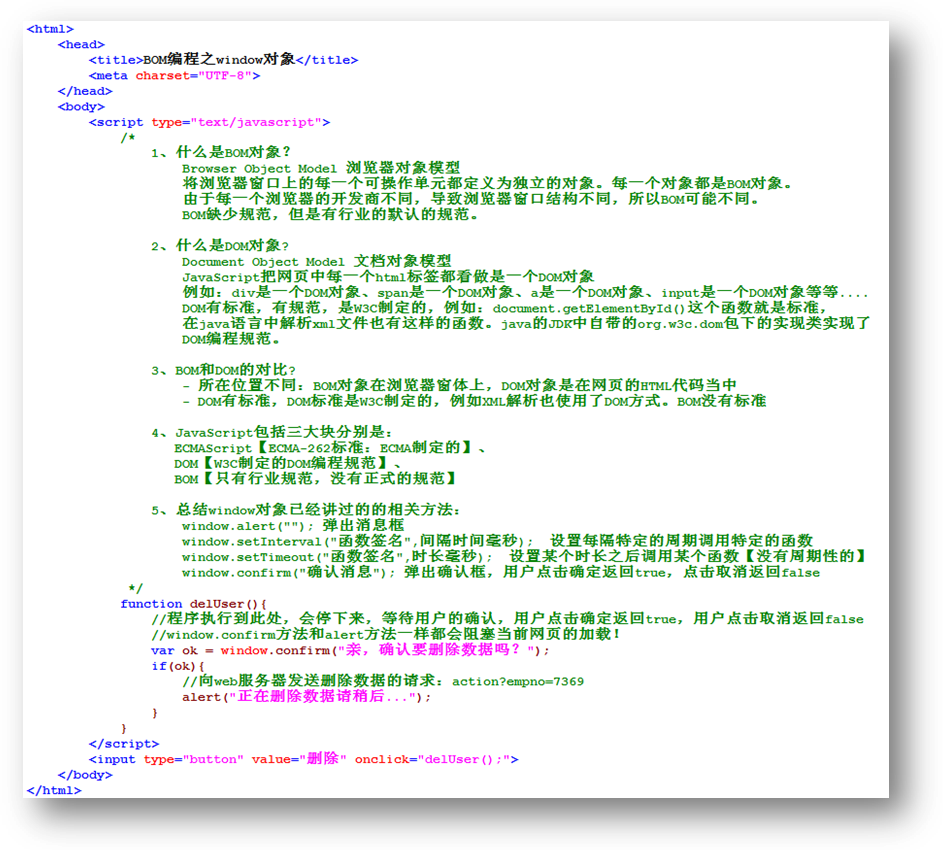 <html>
<head>
<title>BOM编程之window对象</title>
<meta charset="UTF-8">
</head>
<body>
<script type="text/javascript">
/*
1、什么是BOM对象？
Browser Object Model 浏览器对象模型
将浏览器窗口上的每一个可操作单元都定义为独立的对象。每一个对象都是BOM对象。
由于每一个浏览器的开发商不同，导致浏览器窗口结构不同，所以BOM可能不同。
BOM缺少规范，但是有行业的默认的规范。
2、什么是DOM对象?
Document Object Model 文档对象模型
JavaScript把网页中每一个html标签都看做是一个DOM对象
例如：div是一个DOM对象、span是一个DOM对象、a是一个DOM对象、input是一个DOM对象等等....
DOM有标准，有规范，是W3C制定的，例如：document.getElementById()这个函数就是标准，
在java语言中解析xml文件也有这样的函数。java的JDK中自带的org.w3c.dom包下的实现类实现了
DOM编程规范。
3、BOM和DOM的对比?
- 所在位置不同：BOM对象在浏览器窗体上，DOM对象是在网页的HTML代码当中
- DOM有标准，DOM标准是W3C制定的，例如XML解析也使用了DOM方式。BOM没有标准
4、JavaScript包括三大块分别是：
ECMAScript【ECMA-262标准：ECMA制定的】、
DOM【W3C制定的DOM编程规范】、
BOM【只有行业规范，没有正式的规范】
5、总结window对象已经讲过的的相关方法：
window.alert(""); 弹出消息框
window.setInterval("函数签名",间隔时间毫秒); 设置每隔特定的周期调用特定的函数
window.setTimeout("函数签名",时长毫秒); 设置某个时长之后调用某个函数【没有周期性的】
window.confirm("确认消息"); 弹出确认框，用户点击确定返回true，点击取消返回false
*/
function delUser(){
//程序执行到此处，会停下来，等待用户的确认，用户点击确定返回true，用户点击取消返回false
//window.confirm方法和alert方法一样都会阻塞当前网页的加载！
var ok = window.confirm("亲，确认要删除数据吗？");
if(ok){
//向web服务器发送删除数据的请求：action?empno=7369
alert("正在删除数据请稍后...");
}
}
</script>
<input type="button" value="删除" onclick="delUser();">
</body>
</html>